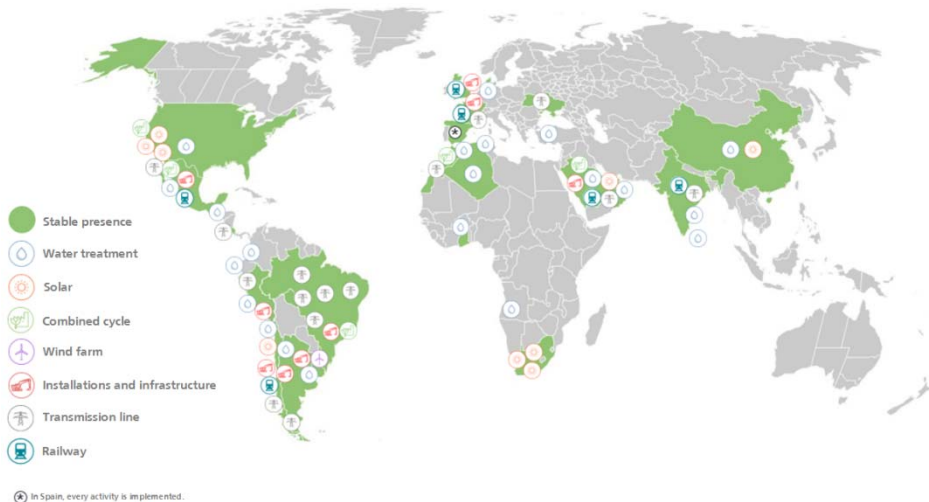 Stable presence
Water treatment
Solar
Combined cycle
Wind farm
Installations and infrastructure
Transmission line
Railway
In Spain, every activity is implemented.